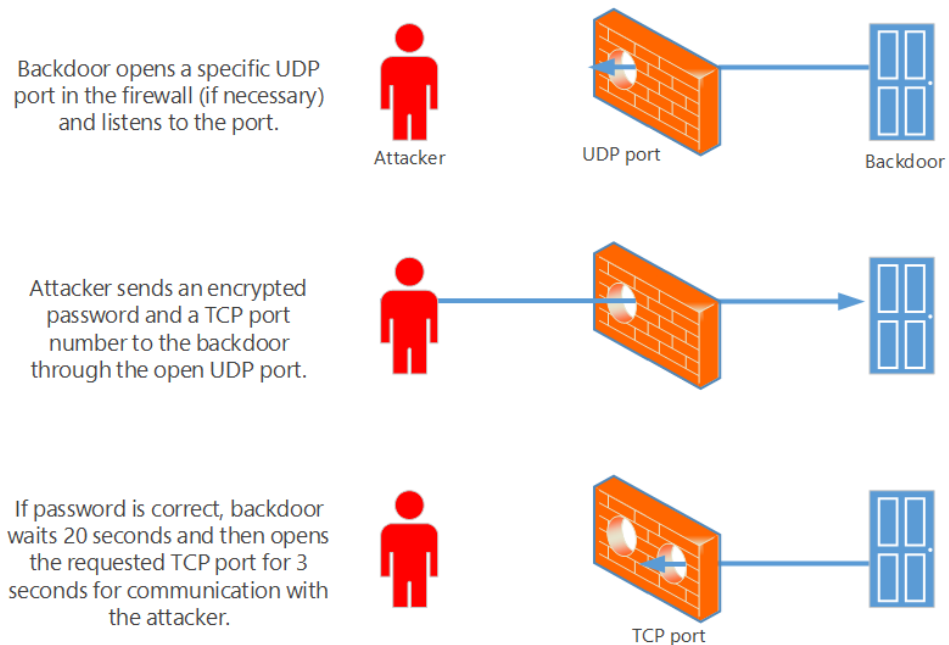 Backdoor opens a specific UDP
port in the firewall (if necessary)
and listens to the port.
Attacker
UDP port
Backdoor
Attacker sends an encrypted
password and a TCP port
number to the backdoor
through the open UDP port.
If password is correct, backdoor
waits 20 seconds and then opens
the requested TCP port for 3
seconds for communication with
the attacker.
TCP port